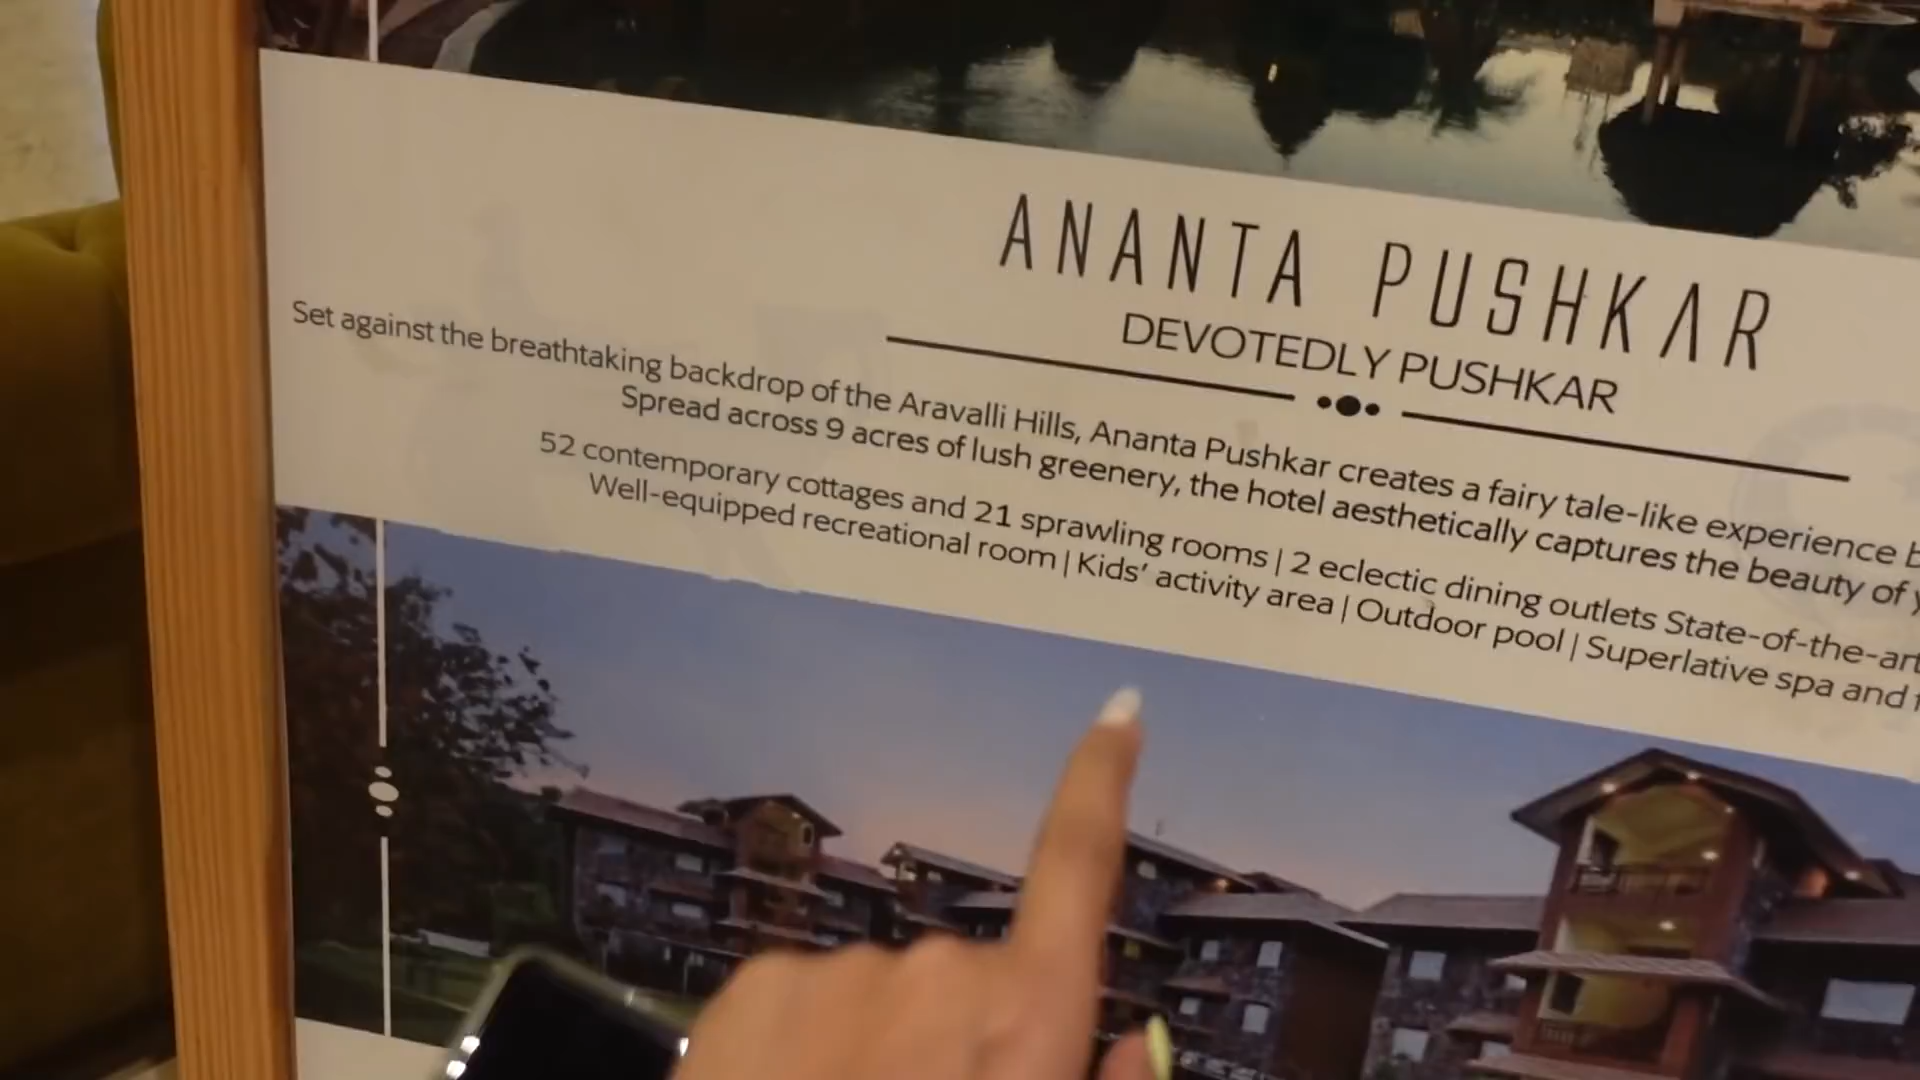 ANANTA PUSHKAR
DEVOTEDLY PUSHKAR
Set against the breathtaking backdrop of the Aravalli Hills, Ananta Pushkar creates a fairy tale-like experience
Spread across 9 acres of lush greenery, the hotel aesthetically captures the beauty of
52 contemporary cottages and 21 sprawling rooms | 2 eclectic dining outlets State-of-the-art
Well-equipped recreational room | Kids' activity area | Outdoor pool | Superlative spa and